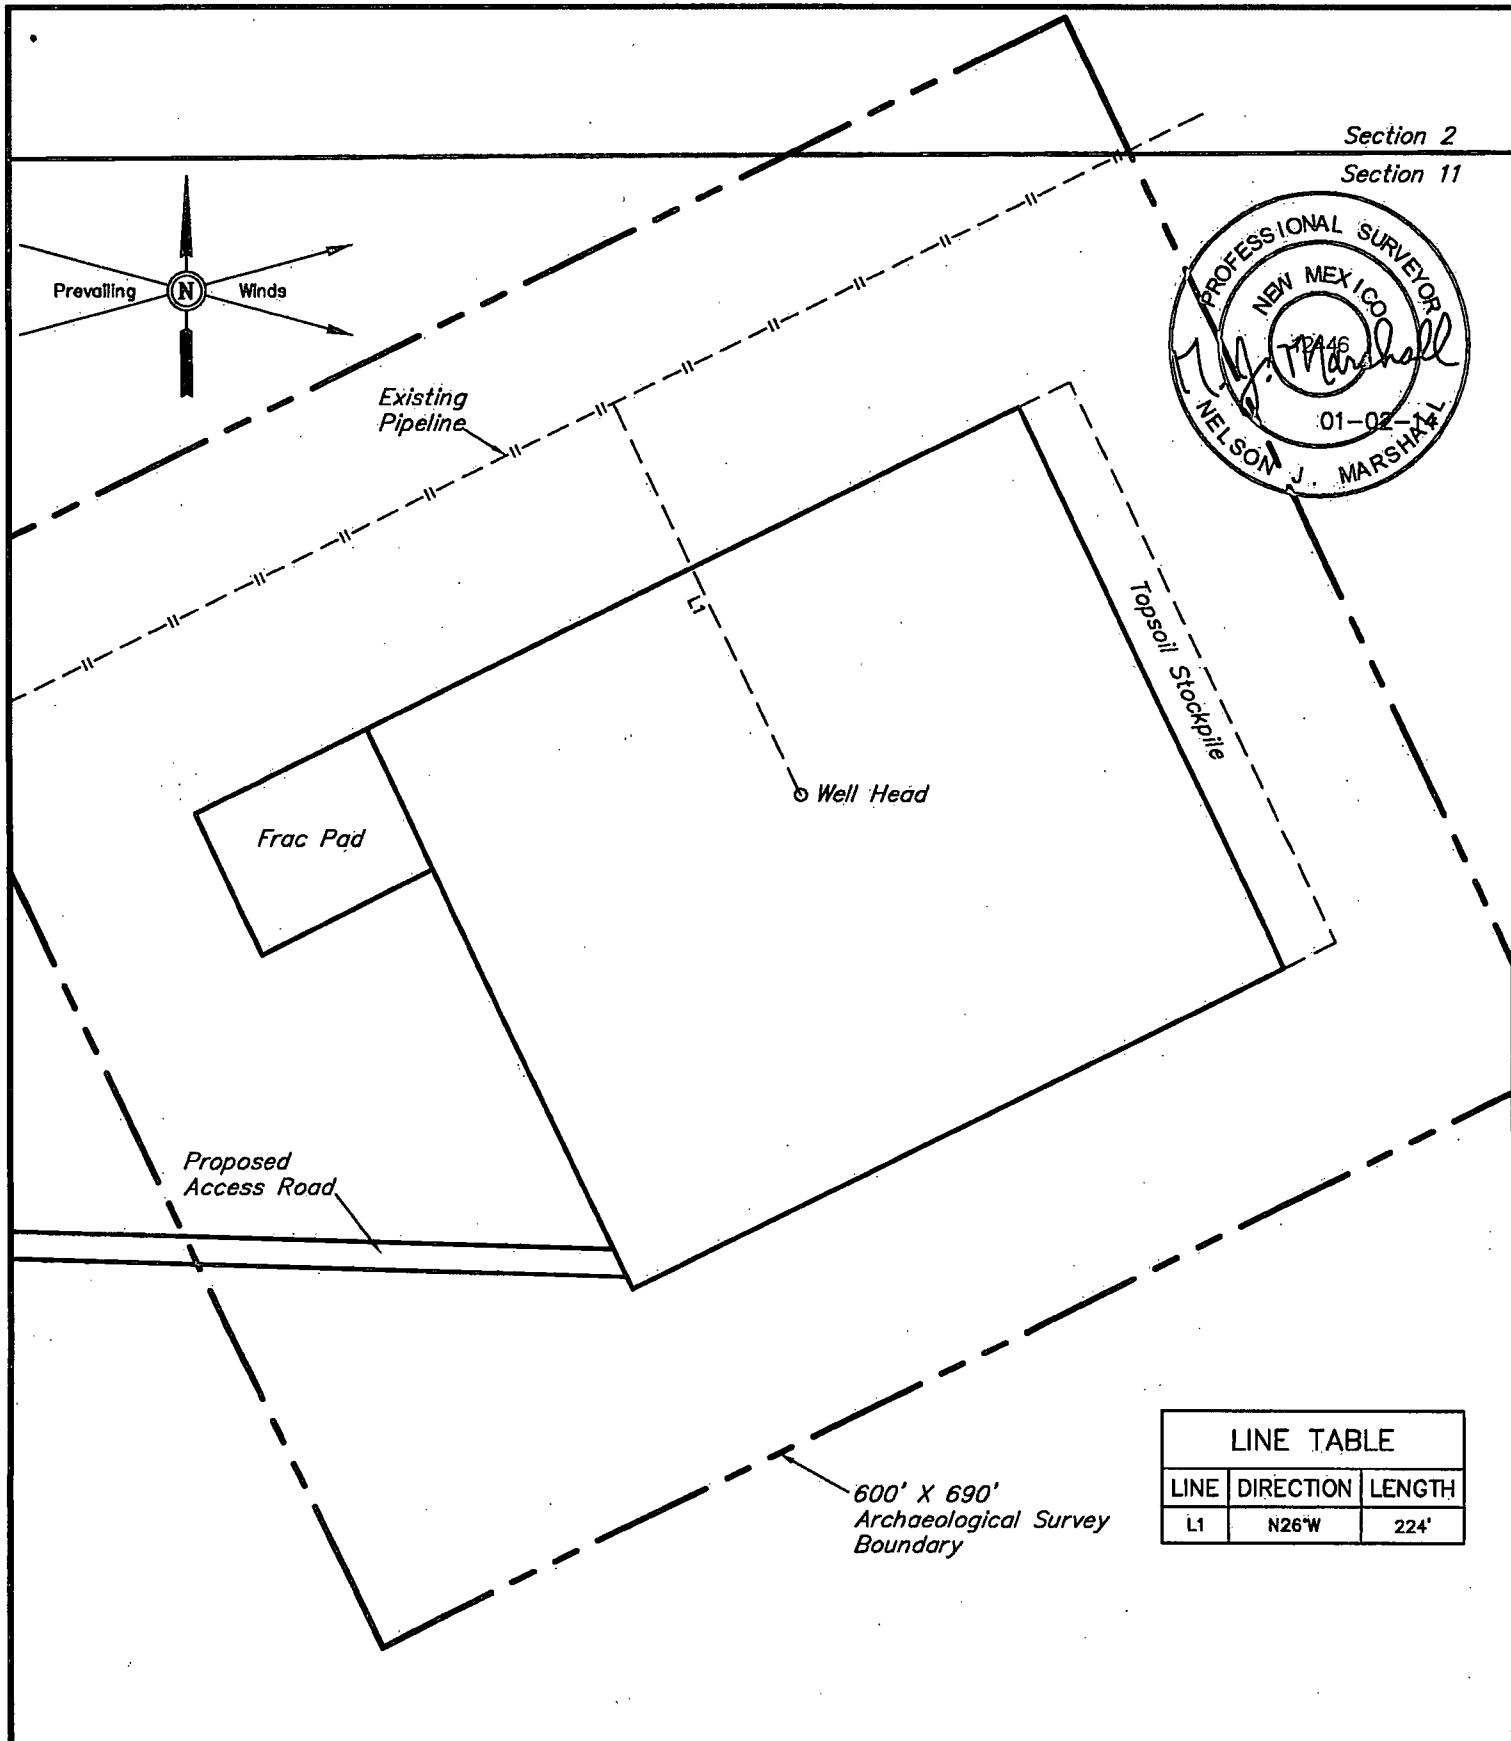 Section 2
Section 11
Prevailing N Winds
PROFESSIONAL SURVEYOR
NEW MEXICO
12446
N. J. Marshall
NELSON J. MARSHALL
Existing
Pipeline
L1
Topsoil Stockpile
Well Head
Frac Pad
Proposed
Access Road
600' X 690'
Archaeological Survey
Boundary
LINE TABLE
LINE DIRECTION LENGTH
L1 N26°W 224'